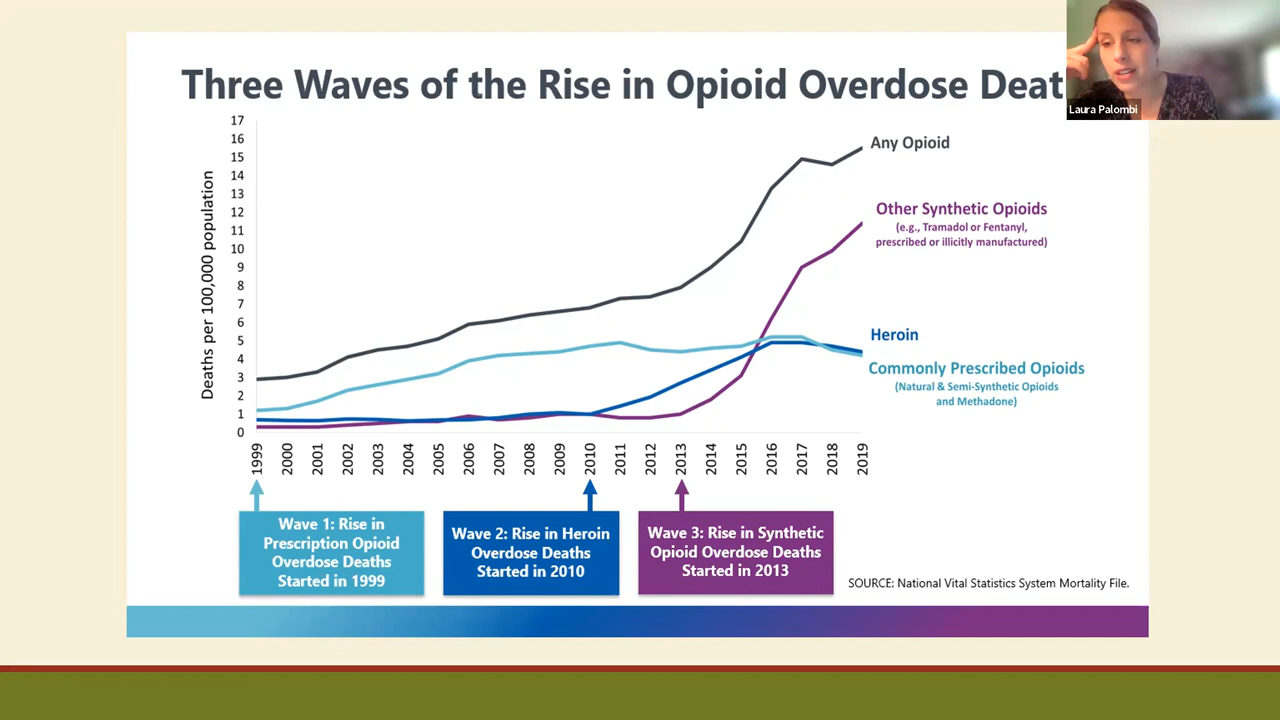 Three Waves of the Rise in Opioid Overdose Deat
Laura Palombi
Deaths per 100,000 population
17
16
15
14
13
12
11
10
9
8
7
6
5
4
3
2
1
0
Any Opioid
Other Synthetic Opioids
(e.g., Tramadol or Fentanyl,
prescribed or illicitly manufactured)
Heroin
Commonly Prescribed Opioids
(Natural & Semi-Synthetic Opioids
and Methadone)
1999
2000
2001
2002
2003
2004
2005
2006
2007
2008
2009
2010
2011
2012
2013
2014
2015
2016
2017
2018
2019
Wave 1: Rise in
Prescription Opioid
Overdose Deaths
Started in 1999
Wave 2: Rise in Heroin
Overdose Deaths
Started in 2010
Wave 3: Rise in Synthetic
Opioid Overdose Deaths
Started in 2013
SOURCE: National Vital Statistics System Mortality File.